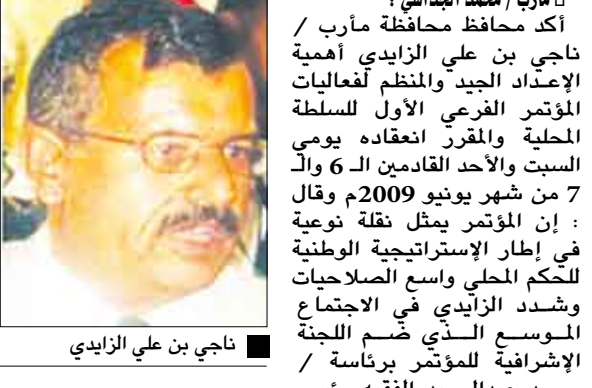 مأرب / محمد
أكد محافظ محافظة مأرب /
ناجي بن علي الزايدي أهمية
الإعداد الجيد والمنظم لفعاليات
المؤتمر الفرعي الأول للسلطة
المحلية والمقرر انعقاده يومي
السبت والأحد القادمين الـ 6 والـ
7 من شهر يونيو 2009م وقال
: إن المؤتمر يمثل نقلة نوعية
في إطار الإستراتيجية الوطنية
للحكم المحلي واسع الصلاحيات
وشدد الزايدي في الاجتماع
الموسع الذي ضم اللجنة
الإشرافية للمؤتمر برئاسة /
ناجي بن علي الزايدي